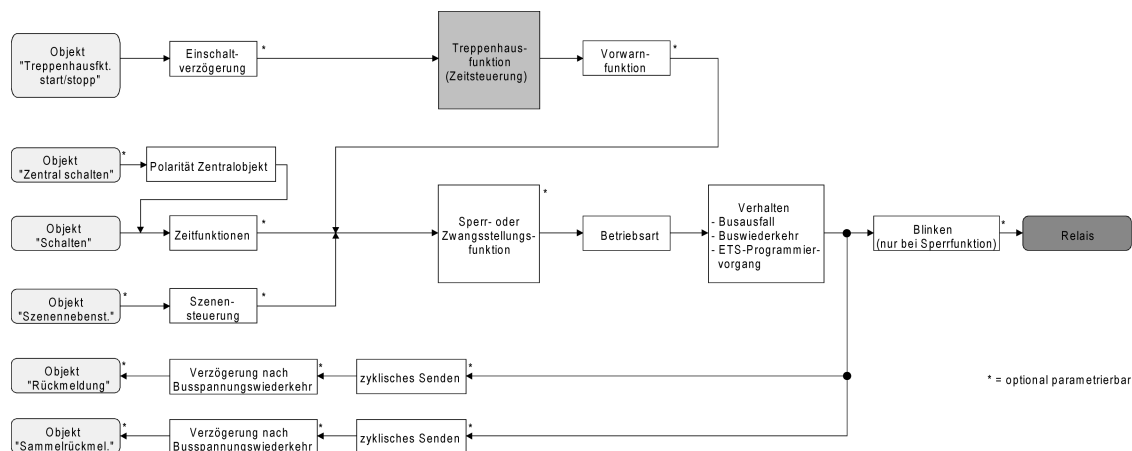 Objekt
"Treppenhausfkt.
start/stopp"
Einschalt-
verzögerung
*
Treppenhaus-
funktion
(Zeitsteuerung)
Vorwarn-
funktion
*
Objekt
"Zentral schalten"
*
Polarität Zentralobjekt
Objekt
"Schalten"
Zeitfunktionen
*
Sperr- oder
Zwangsstellungs-
funktion
*
Betriebsart
Verhalten
- Busausfall
- Buswiederkehr
- ETS-Programmier-
vorgang
Blinken
(nur bei Sperrfunktion)
*
Relais
Objekt
"Szenennebenst."
*
Szenen-
steuerung
*
Objekt
"Rückmeldung"
*
Verzögerung nach
Busspannungswiederkehr
*
zyklisches Senden
*
* = optional parametrierbar
Objekt
"Sammelrückmel."
*
Verzögerung nach
Busspannungswiederkehr
*
zyklisches Senden
*